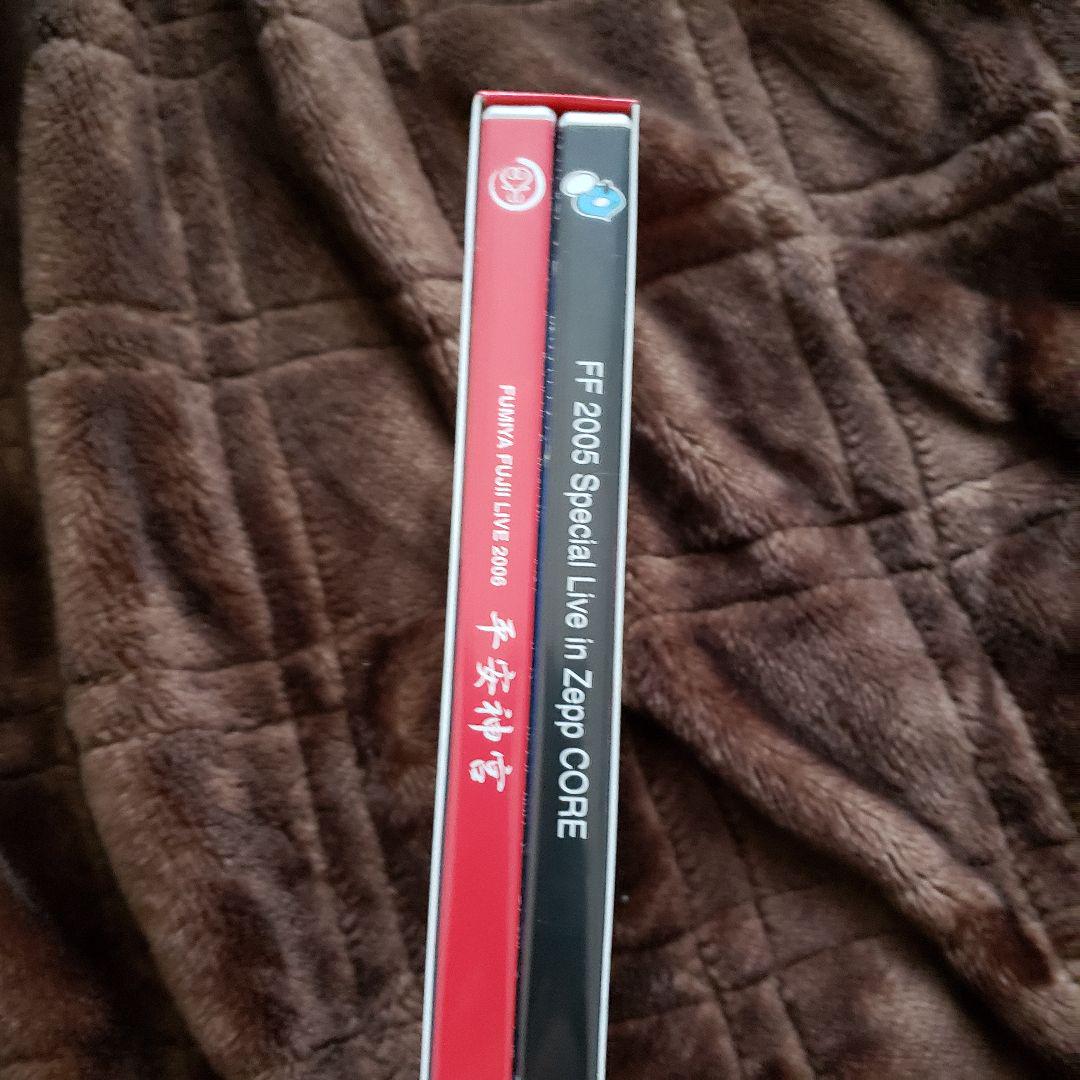 FUMIYA FUJII LIVE 2006 平安神宮
FF 2005 Special Live in Zepp CORE